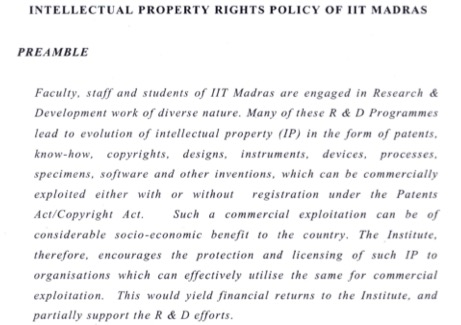 INTELLECTUAL PROPERTY RIGHTS POLICY OF IIT MADRAS
PREAMBLE
Faculty, staff and students of IIT Madras are engaged in Research &
Development work of diverse nature. Many of these R & D Programmes
lead to evolution of intellectual property (IP) in the form of patents,
know-how, copyrights, designs, instruments, devices, processes,
specimens, software and other inventions, which can be commercially
exploited either with or without registration under the Patents
Act/Copyright Act. Such a commercial exploitation can be of
considerable socio-economic benefit to the country. The Institute,
therefore, encourages the protection and licensing of such IP to
organisations which can effectively utilise the same for commercial
exploitation. This would yield financial returns to the Institute, and
partially support the R & D efforts.